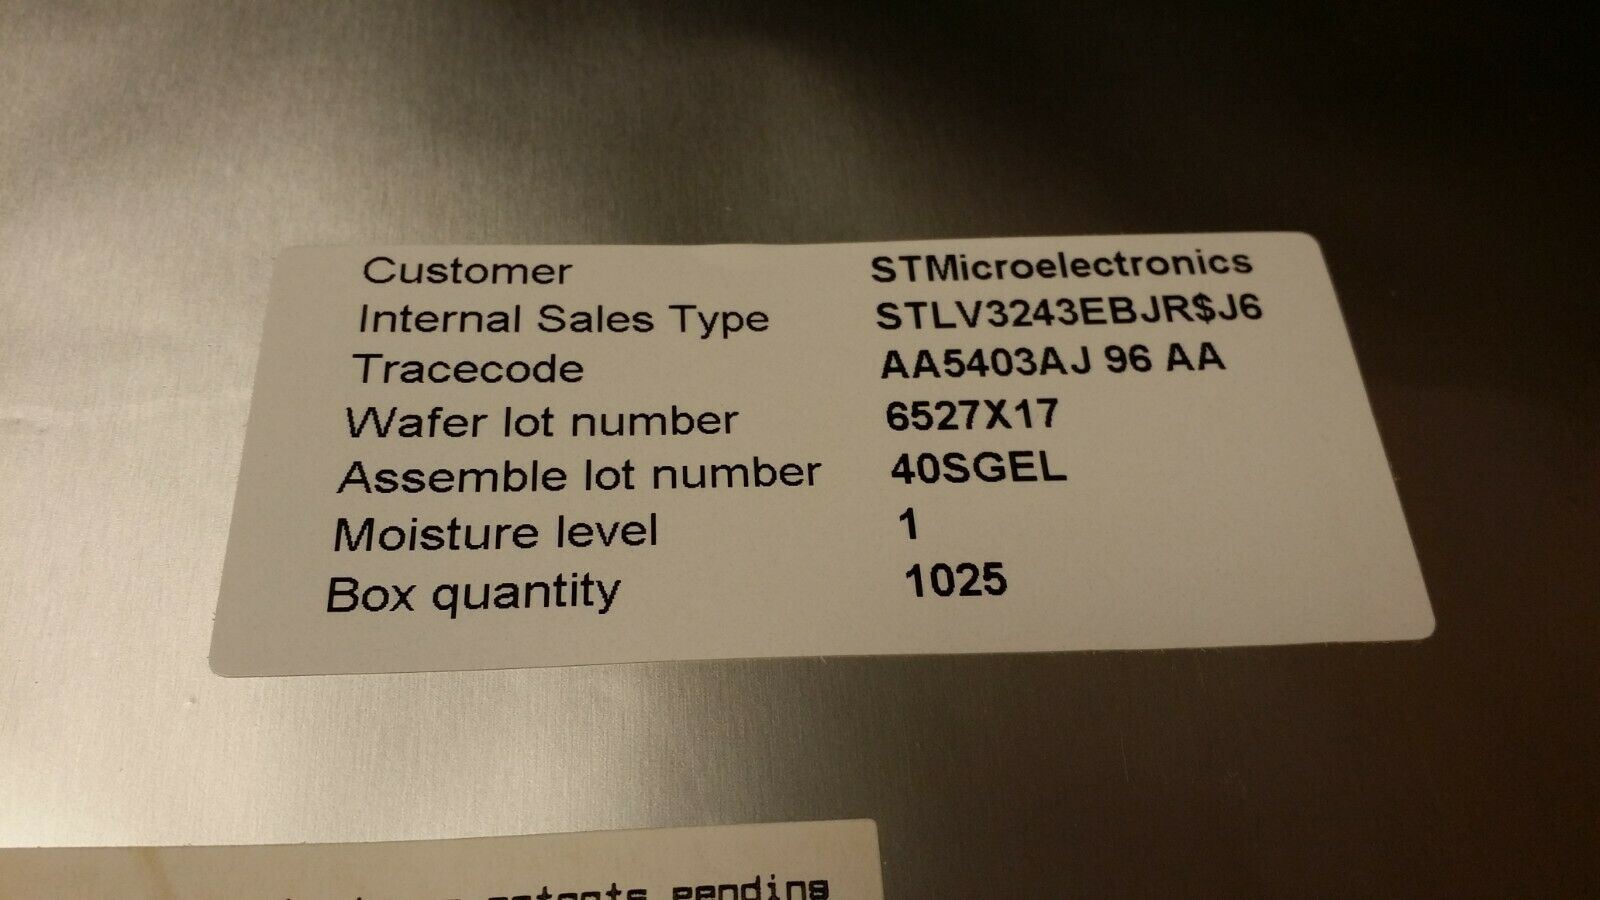 Customer STMicroelectronics
Internal Sales Type STLV3243EBJR$J6
Tracecode AA5403AJ 96 AA
Wafer lot number 6527X17
Assemble lot number 40SGEL
Moisture level 1
Box quantity 1025
patents pending